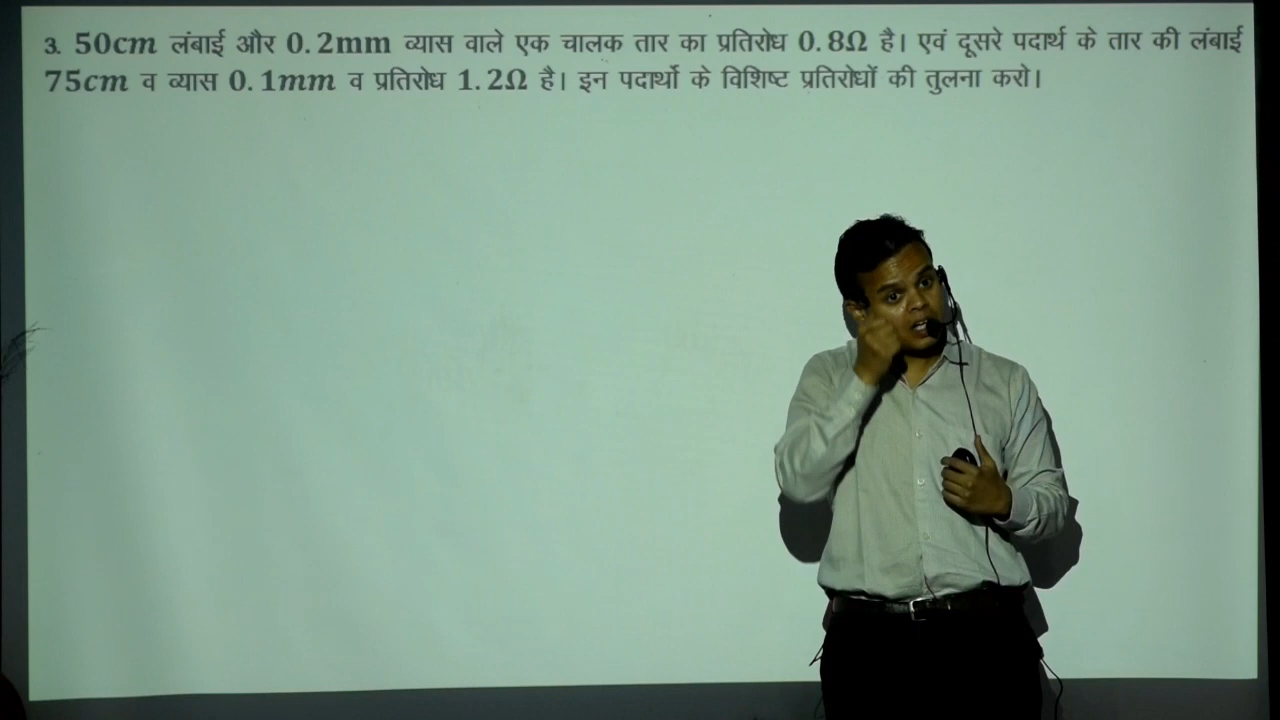 3. 50cm लंबाई और 0.2mm व्यास वाले एक चालक तार का प्रतिरोध 0.8Ω है। एवं दूसरे पदार्थ के तार की लंबाई
75cm व व्यास 0.1mm व प्रतिरोध 1.2Ω है। इन पदार्थो के विशिष्ट प्रतिरोधों की तुलना करो।